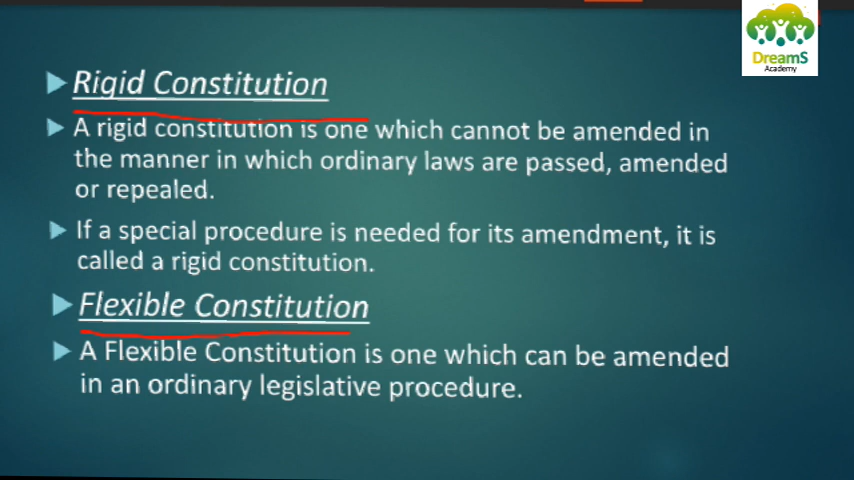 DreamS
Academy
Rigid Constitution
A rigid constitution is one which cannot be amended in
the manner in which ordinary laws are passed, amended
or repealed.
If a special procedure is needed for its amendment, it is
called a rigid constitution.
Flexible Constitution
A Flexible Constitution is one which can be amended
in an ordinary legislative procedure.